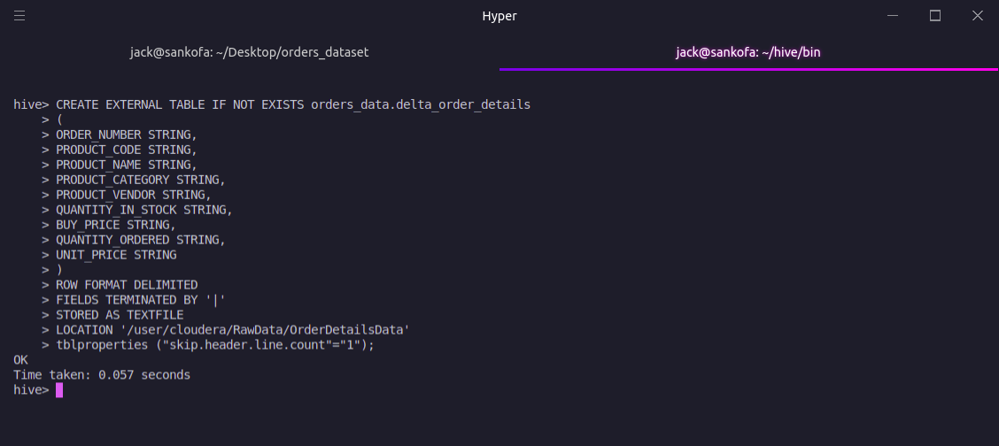 Hyper
jack@sankofa: ~/Desktop/orders_dataset
jack@sankofa: ~/hive/bin
hive> CREATE EXTERNAL TABLE IF NOT EXISTS orders_data.delta_order_details
    > (
    > ORDER_NUMBER STRING,
    > PRODUCT_CODE STRING,
    > PRODUCT_NAME STRING,
    > PRODUCT_CATEGORY STRING,
    > PRODUCT_VENDOR STRING,
    > QUANTITY_IN_STOCK STRING,
    > BUY_PRICE STRING,
    > QUANTITY_ORDERED STRING,
    > UNIT_PRICE STRING
    > )
    > ROW FORMAT DELIMITED
    > FIELDS TERMINATED BY '|'
    > STORED AS TEXTFILE
    > LOCATION '/user/cloudera/RawData/OrderDetailsData'
    > tblproperties ("skip.header.line.count"="1");
OK
Time taken: 0.057 seconds
hive>